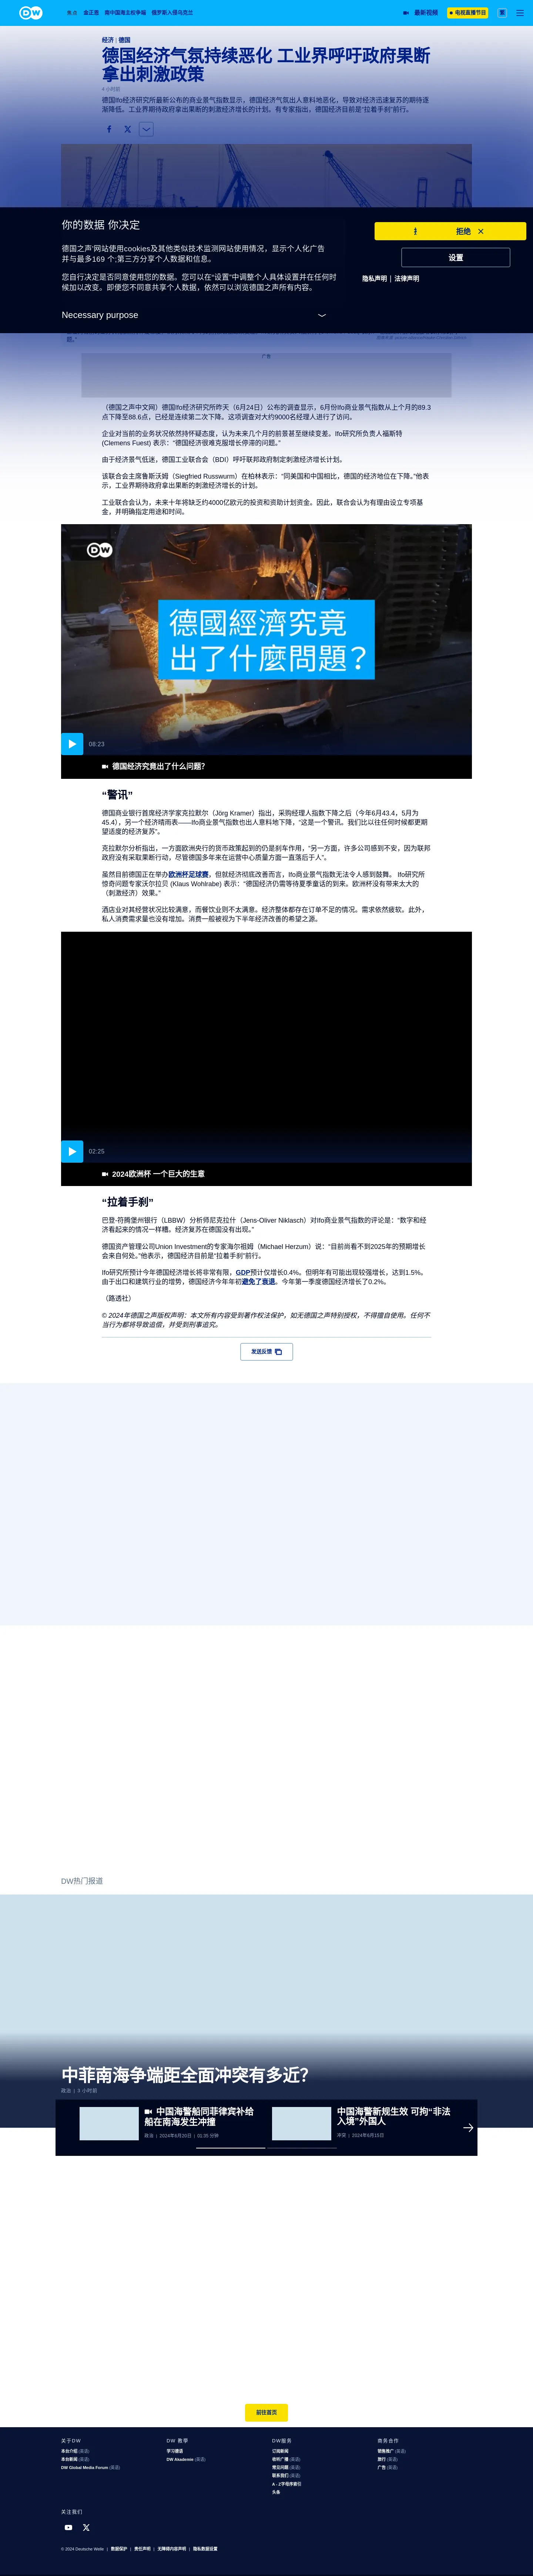 DW
焦点 金正恩 南中国海主权争端 俄罗斯入侵乌克兰
最新视频
电视直播节目
繁
经济 | 德国
德国经济气氛持续恶化 工业界呼吁政府果断
拿出刺激政策
4 小时前
德国Ifo经济研究所最新公布的商业景气指数显示，德国经济气氛出人意料地恶化，导致对经济迅速复苏的期待逐
渐降低。工业界期待政府拿出果断的刺激经济增长的计划。有专家指出，德国经济目前是“拉着手刹”前行。
你的数据 你决定
德国之声'网站使用cookies及其他类似技术监测网站使用情况，显示个人化广告
并与最多169 个;第三方分享个人数据和信息。
您自行决定是否同意使用您的数据。您可以在“设置”中调整个人具体设置并在任何时
候加以改变。即便您不同意共享个人数据，依然可以浏览德国之声所有内容。
Necessary purpose
拒绝
设置
隐私声明 | 法律声明
题。”
广告
（德国之声中文网）德国Ifo经济研究所昨天（6月24日）公布的调查显示，6月份Ifo商业景气指数从上个月的89.3
点下降至88.6点，已经是连续第二次下降。这项调查对大约9000名经理人进行了访问。
企业对当前的业务状况依然持怀疑态度，认为未来几个月的前景甚至继续变差。Ifo研究所负责人福斯特
(Clemens Fuest) 表示：“德国经济很难克服增长停滞的问题。”
由于经济景气低迷，德国工业联合会（BDI）呼吁联邦政府制定刺激经济增长计划。
该联合会主席鲁斯沃姆（Siegfried Russwurm）在柏林表示：“同美国和中国相比，德国的经济地位在下降。”他表
示，工业界期待政府拿出果断的刺激经济增长的计划。
工业联合会认为，未来十年将缺乏约4000亿欧元的投资和资助计划资金。因此，联合会认为有理由设立专项基
金，并明确指定用途和时间。
DW
德國經濟究竟
出了什麼問題？
08:23
德国经济究竟出了什么问题？
“警讯”
德国商业银行首席经济学家克拉默尔（Jörg Kramer）指出，采购经理人指数下降之后（今年6月43.4，5月为
45.4），另一个经济晴雨表——Ifo商业景气指数也出人意料地下降，“这是一个警讯。我们比以往任何时候都更期
望适度的经济复苏”。
克拉默尔分析指出，一方面欧洲央行的货币政策起到的仍是刹车作用，“另一方面，许多公司感到不安，因为联邦
政府没有采取果断行动，尽管德国多年来在运营中心质量方面一直落后于人”。
虽然目前德国正在举办欧洲杯足球赛，但就经济彻底改善而言，Ifo商业景气指数无法令人感到鼓舞。 Ifo研究所
惊奇问题专家沃尔拉贝 (Klaus Wohlrabe) 表示：“德国经济仍需等待夏季童话的到来。欧洲杯没有带来太大的
（刺激经济）效果。”
酒店业对其经营状况比较满意，而餐饮业则不太满意。经济整体都存在订单不足的情况。需求依然疲软。此外，
私人消费需求量也没有增加。消费一般被视为下半年经济改善的希望之源。
02:25
2024欧洲杯 一个巨大的生意
“拉着手刹”
巴登-符腾堡州银行（LBBW）分析师尼克拉什（Jens-Oliver Niklasch）对Ifo商业景气指数的评论是：“数字和经
济看起来的情况一样糟。经济复苏在德国没有出现。”
德国资产管理公司Union Investment的专家海尔祖姆（Michael Herzum）说：“目前尚看不到2025年的预期增长
会来自何处。”他表示，德国经济目前是“拉着手刹”前行。
Ifo研究所预计今年德国经济增长将非常有限，GDP预计仅增长0.4%。但明年有可能出现较强增长，达到1.5%。
由于出口和建筑行业的增势，德国经济今年年初避免了衰退。今年第一季度德国经济增长了0.2%。
（路透社）
© 2024年德国之声版权声明：本文所有内容受到著作权法保护，如无德国之声特别授权，不得擅自使用。任何不
当行为都将导致追偿，并受到刑事追究。
发送反馈
DW热门报道
中菲南海争端距全面冲突有多近？
政治 | 3 小时前
中国海警船同菲律宾补给
船在南海发生冲撞
政治 | 2024年6月20日 | 01:35 分钟
中国海警新规生效 可拘“非法
入境”外国人
冲突 | 2024年6月15日
前往首页
关于DW
本台介绍 (英语)
本台新闻 (英语)
DW Global Media Forum (英语)
DW 教學
学习德语
DW Akademie (英语)
DW服务
订阅新闻
收听广播 (英语)
常见问题 (英语)
联系我们 (英语)
A - Z字母序索引
头条
商务合作
销售推广 (英语)
旅行 (英语)
广告 (英语)
关注我们
© 2024 Deutsche Welle | 数据保护 | 责任声明 | 无障碍内容声明 | 隐私数据设置